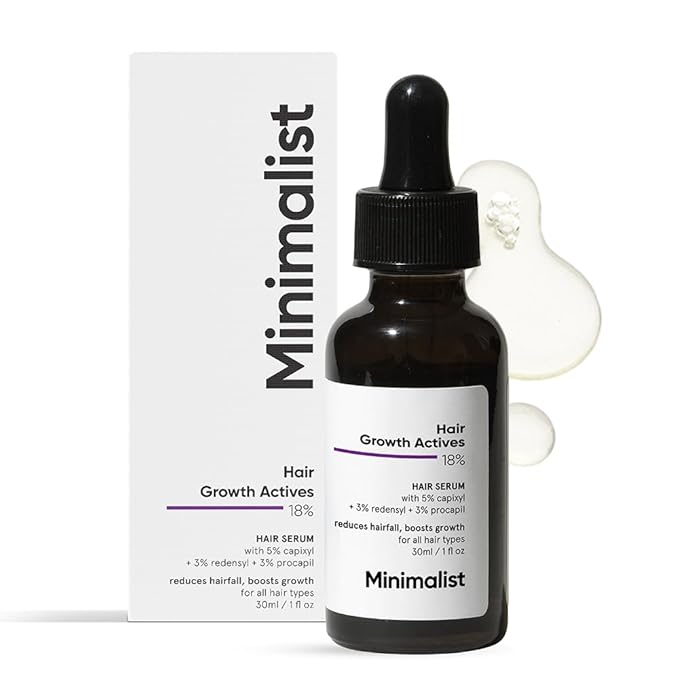 Minimalist
Hair
Growth Actives
18%
HAIR SERUM
with 5% capixyl
+ 3% redensyl + 3% procapil
reduces hairfall, boosts growth
for all hair types
30ml / 1 fl oz
Hair
Growth Actives
18%
HAIR SERUM
with 5% capixyl
+ 3% redensyl + 3% procapil
reduces hairfall, boosts growth
for all hair types
30ml / 1 fl oz
Minimalist